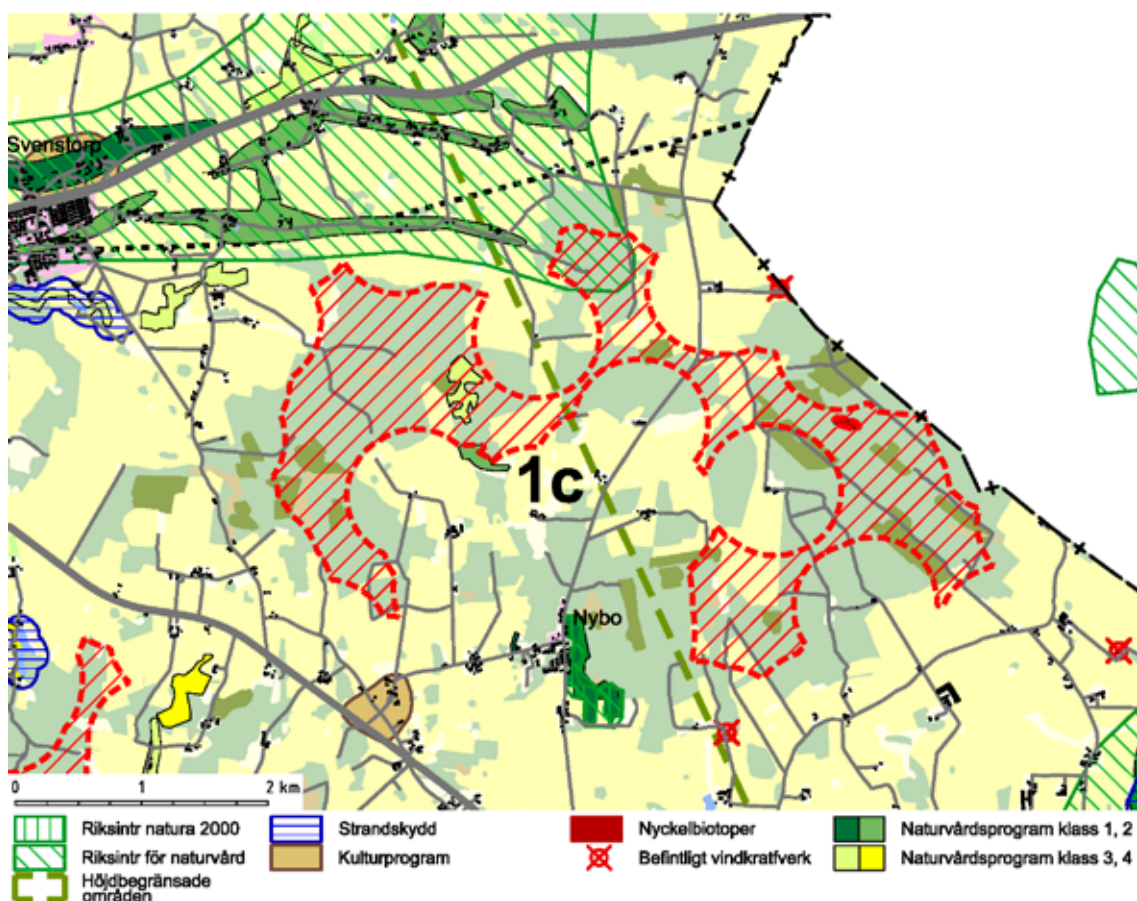 Svenstorp
1c
Nybo
0 1 2 km
Riksintr natura 2000
Strandskydd
Nyckelbiotoper
Naturvårdsprogram klass 1, 2
Riksintr för naturvård
Kulturprogram
Befintligt vindkraftverk
Naturvårdsprogram klass 3, 4
Höjdbegränsade
områden